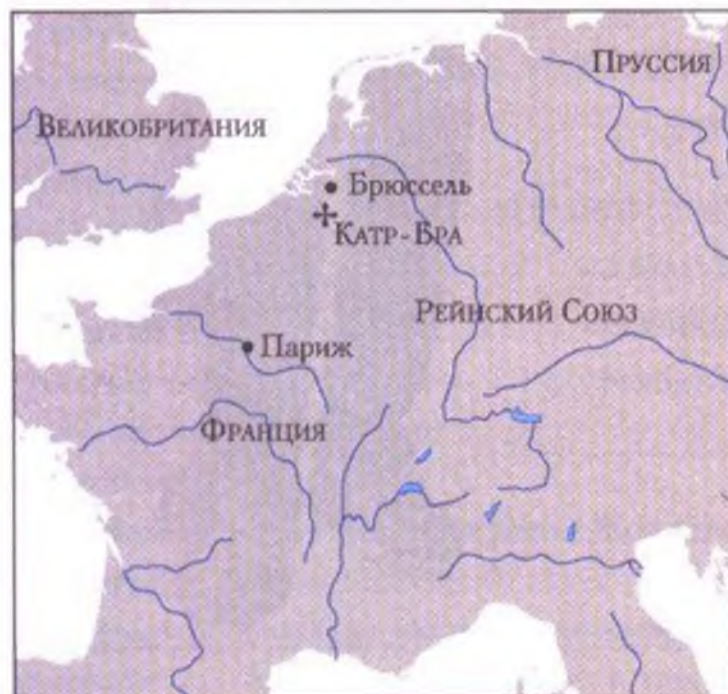 Пруссия
Великобритания
Брюссель
Катр-Бра
Рейнский Союз
Париж
Франция